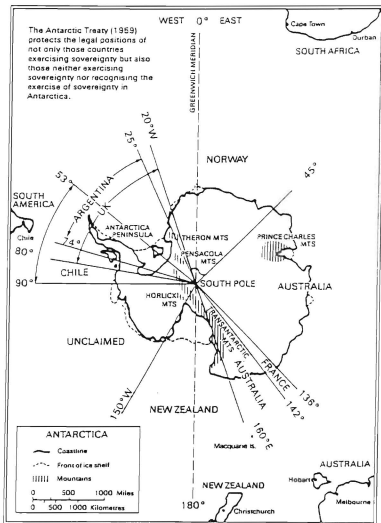 WEST 0° EAST
The Antarctic Treaty (1959)
protects the legal positions of
not only those countries
exercising sovereignty but also
those neither exercising
sovereignty nor recognising the
exercise of sovereignty in
Antarctica.
Cape Town
Durban
SOUTH AFRICA
GREENWICH MERIDIAN
20°W
25°
NORWAY
53°
45°
ARGENTINA
UK
SOUTH
AMERICA
Chile
ANTARCTICA
PENINSULA
THERON MTS
PENSACOLA
MTS
PRINCE CHARLES
MTS
74°
80°
CHILE
90°
SOUTH POLE
HORLICKI
MTS
AUSTRALIA
TRANSANTARCTIC
MTS
UNCLAIMED
FRANCE
AUSTRALIA
136°
142°
150°W
160°E
NEW ZEALAND
Macquarie Is.
ANTARCTICA
Coastline
Front of ice shelf
Mountains
0 500 1000 Miles
0 500 1000 Kilometres
180°
NEW ZEALAND
Christchurch
AUSTRALIA
Hobart
Melbourne